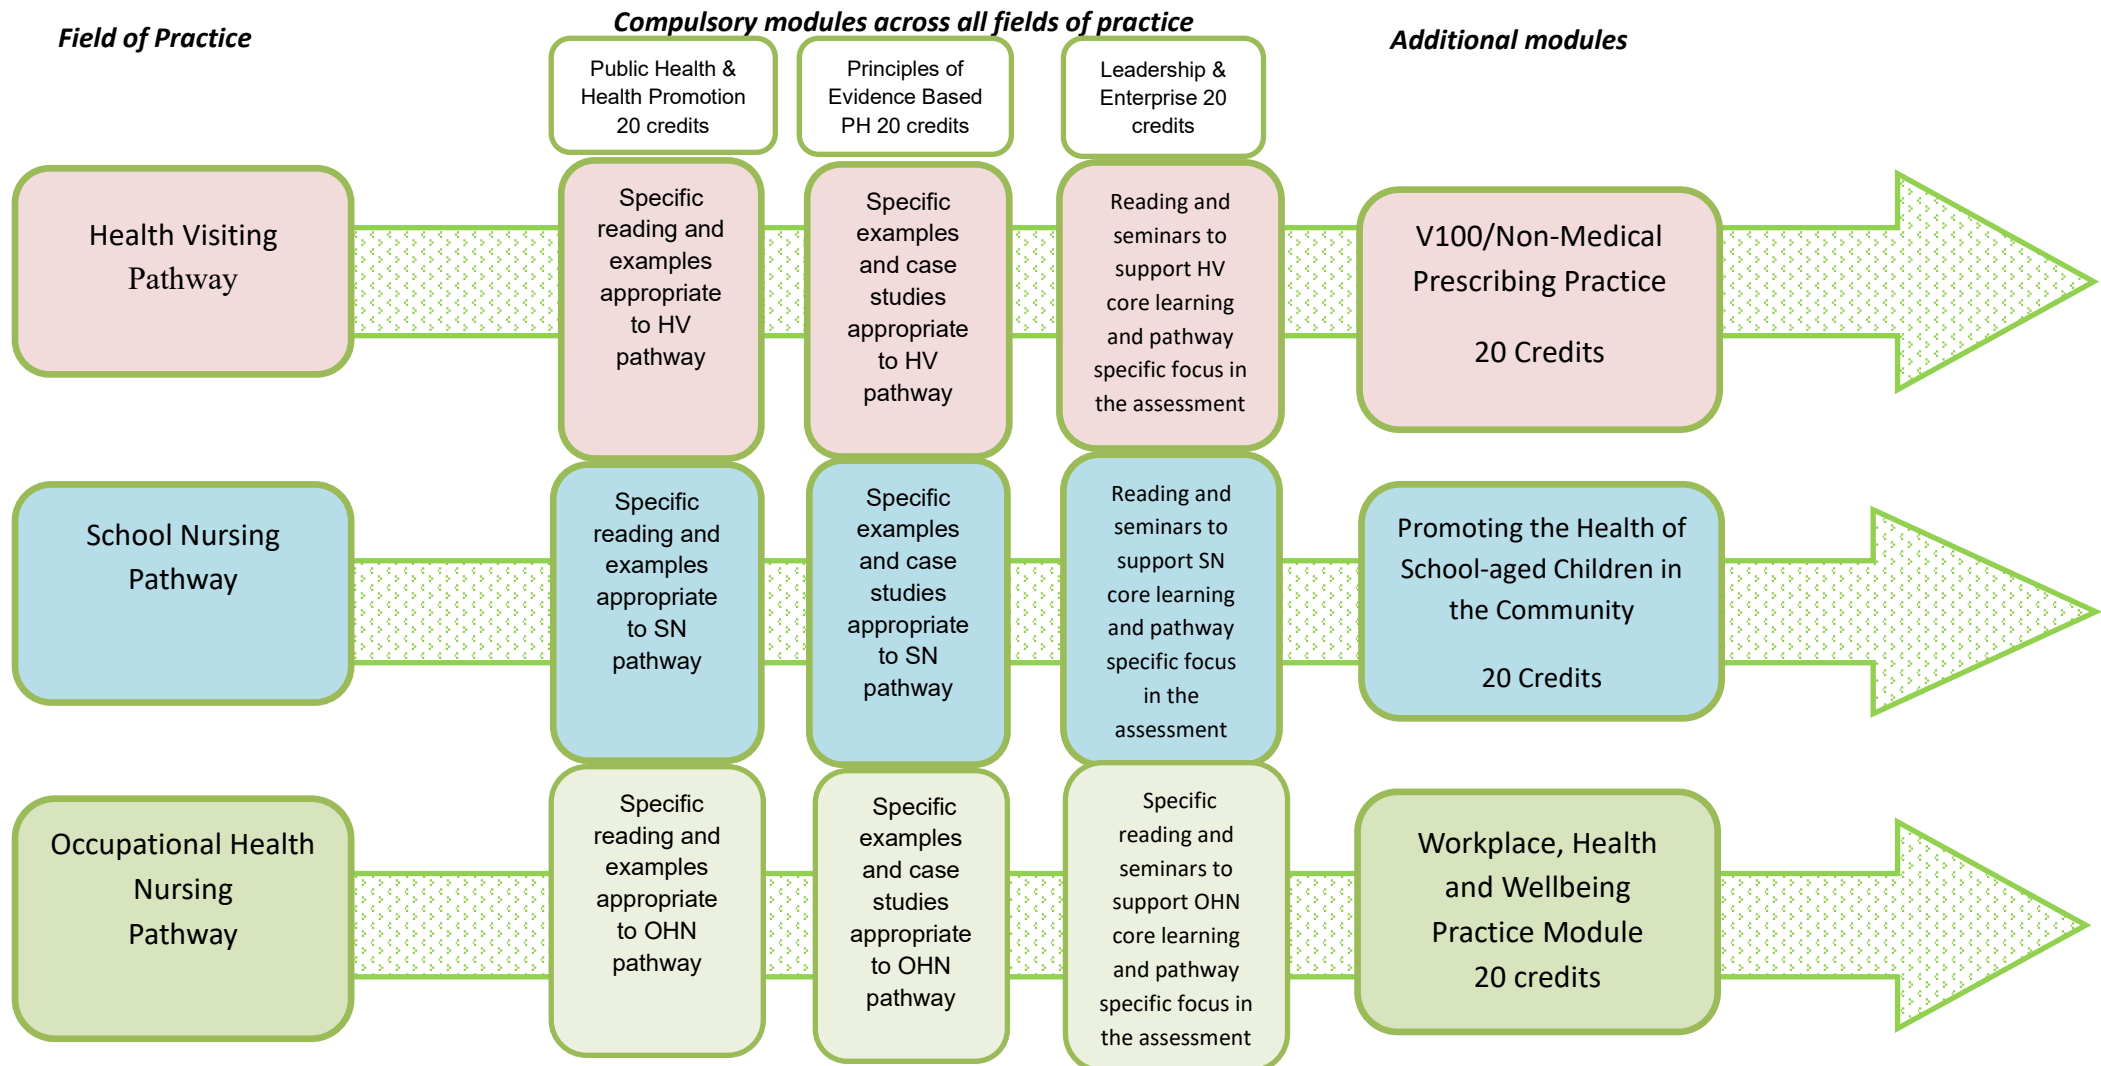 Field of Practice
Compulsory modules across all fields of practice
Additional modules
Public Health &
Health Promotion
20 credits
Principles of
Evidence Based
PH 20 credits
Leadership &
Enterprise 20
credits
Health Visiting
Pathway
Specific
reading and
examples
appropriate
to HV
pathway
Specific
examples
and case
studies
appropriate
to HV
pathway
Reading and
seminars to
support HV
core learning
and pathway
specific focus in
the assessment
V100/Non-Medical
Prescribing Practice
20 Credits
School Nursing
Pathway
Specific
reading and
examples
appropriate
to SN
pathway
Specific
examples
and case
studies
appropriate
to SN
pathway
Reading and
seminars to
support SN
core learning
and pathway
specific focus
in the
assessment
Promoting the Health of
School-aged Children in
the Community
20 Credits
Occupational Health
Nursing
Pathway
Specific
reading and
examples
appropriate
to OHN
pathway
Specific
examples
and case
studies
appropriate
to OHN
pathway
Specific
reading and
seminars to
support OHN
core learning
and pathway
specific focus in
the assessment
Workplace, Health
and Wellbeing
Practice Module
20 credits